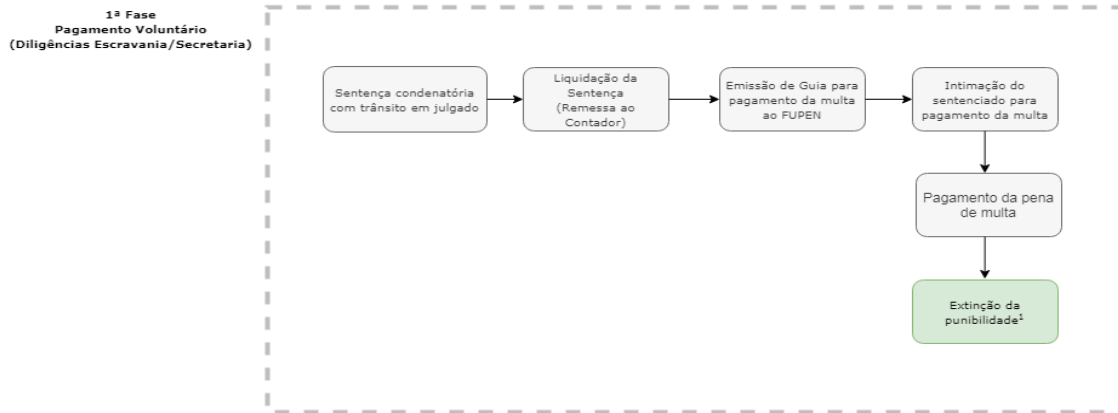 1ª Fase
Pagamento Voluntário
(Diligências Escravania/Secretaria)
Sentença condenatória
com trânsito em julgado
Liquidação da
Sentença
(Remessa ao
Contador)
Emissão de Guia para
pagamento da multa
ao FUPEN
Intimação do
sentenciado para
pagamento da multa
Pagamento da pena
de multa
Extinção da
punibilidade¹